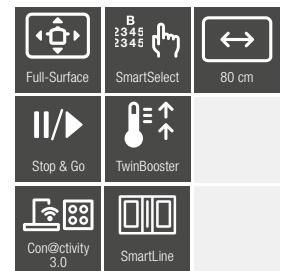 B
2345
2345
Full-Surface
SmartSelect
80 cm
Stop & Go
TwinBooster
Con@ctivity
3.0
SmartLine